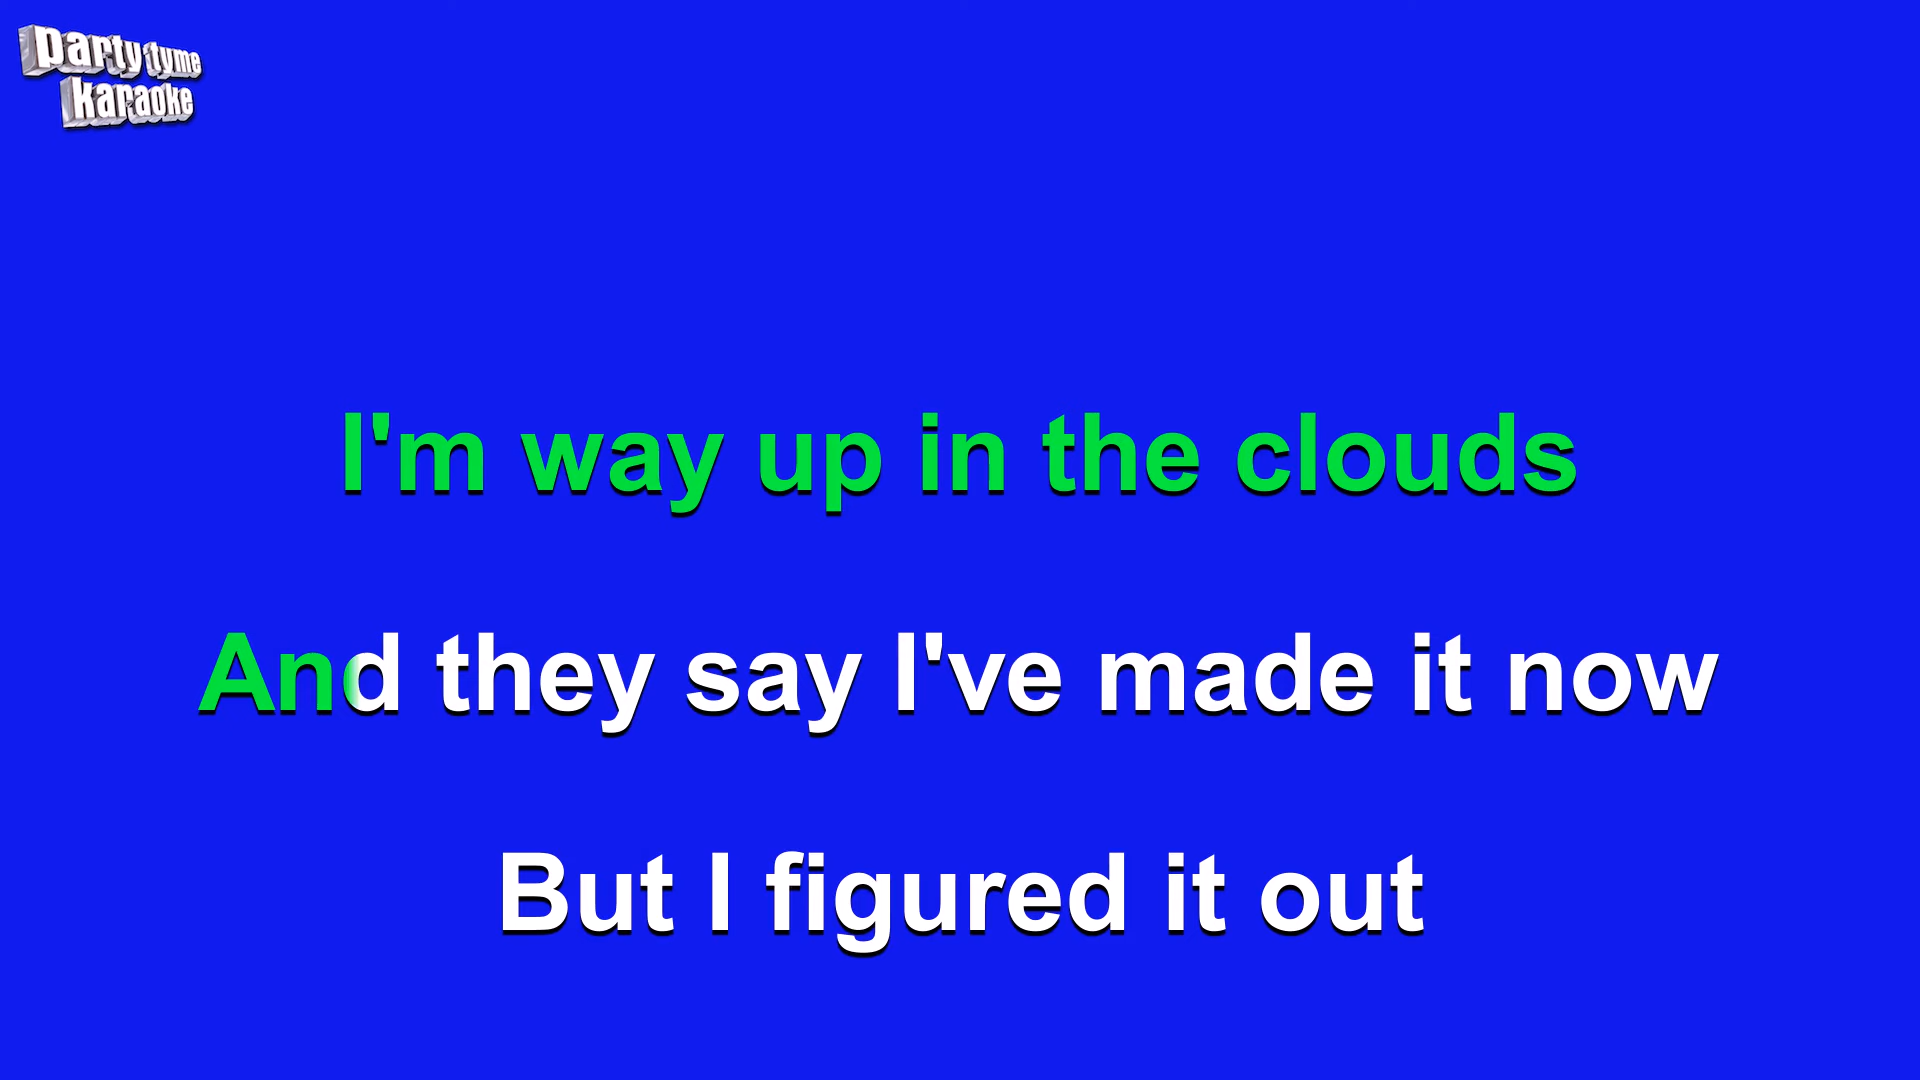 party tyme
karaoke
I'm way up in the clouds
And they say I've made it now
But I figured it out